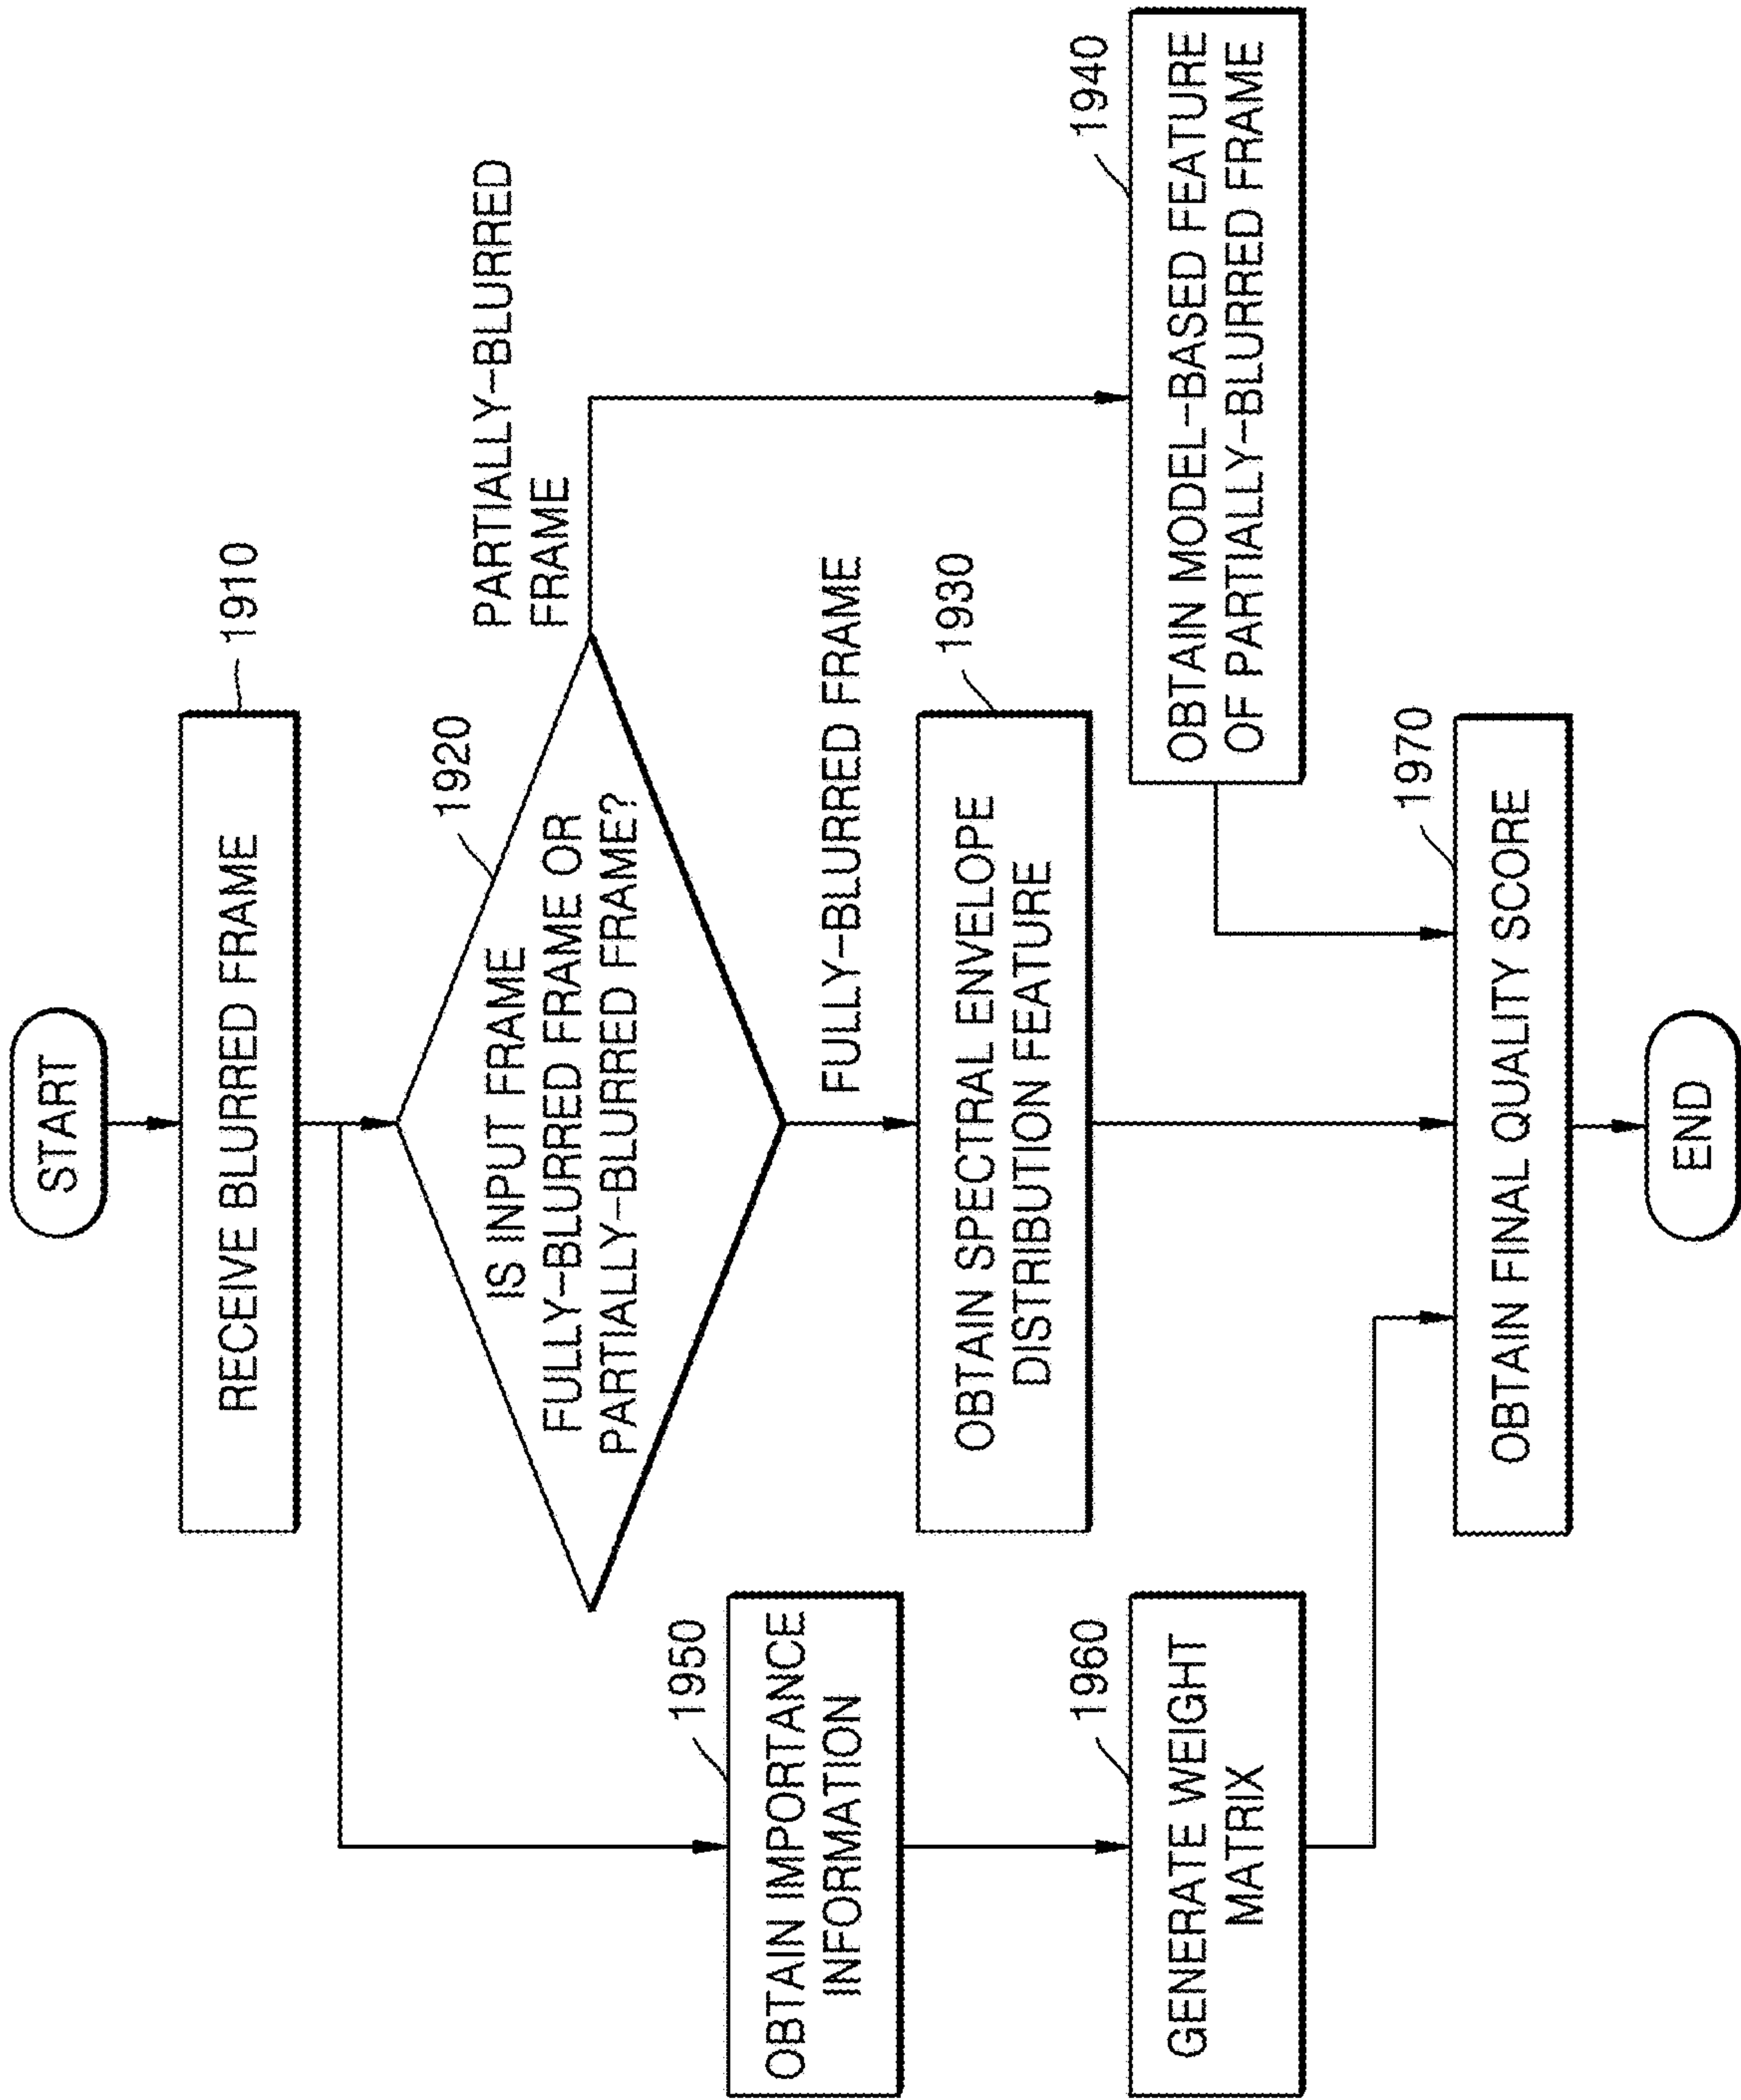 START
1910
RECEIVE BLURRED FRAME
1920
IS INPUT FRAME
FULLY-BLURRED FRAME OR
PARTIALLY-BLURRED FRAME?
PARTIALLY-BLURRED
FRAME
FULLY-BLURRED FRAME
1950
OBTAIN IMPORTANCE
INFORMATION
1930
OBTAIN SPECTRAL ENVELOPE
DISTRIBUTION FEATURE
1960
GENERATE WEIGHT
MATRIX
1940
OBTAIN MODEL-BASED FEATURE
OF PARTIALLY-BLURRED FRAME
1970
OBTAIN FINAL QUALITY SCORE
END